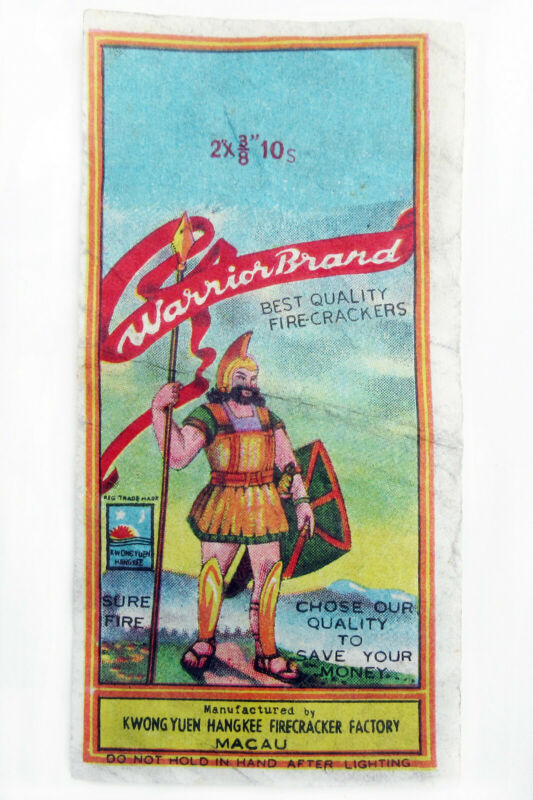 2"X 3/8" 10S
Warrior Brand
BEST QUALITY
FIRE-CRACKERS
REG TRADE MARK
KWONG YUEN
HANGKEE
SURE
FIRE
CHOSE OUR
QUALITY
TO
SAVE YOUR
MONEY
Manufactured by
KWONG YUEN HANGKEE FIRECRACKER FACTORY
MACAU
DO NOT HOLD IN HAND AFTER LIGHTING